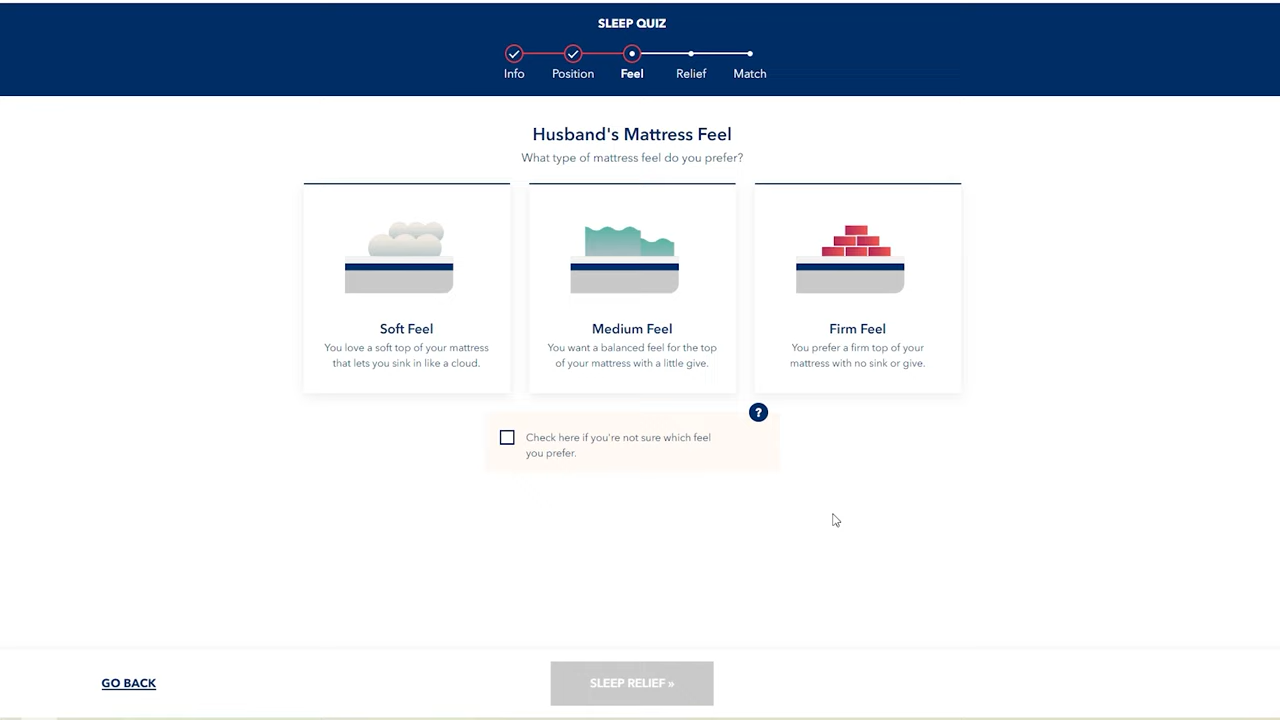 SLEEP QUIZ
Info Position Feel Relief Match
Husband's Mattress Feel
What type of mattress feel do you prefer?
Soft Feel
You love a soft top of your mattress
that lets you sink in like a cloud.
Medium Feel
You want a balanced feel for the top
of your mattress with a little give.
Firm Feel
You prefer a firm top of your
mattress with no sink or give.
?
Check here if you're not sure which feel
you prefer.
GO BACK
SLEEP RELIEF »